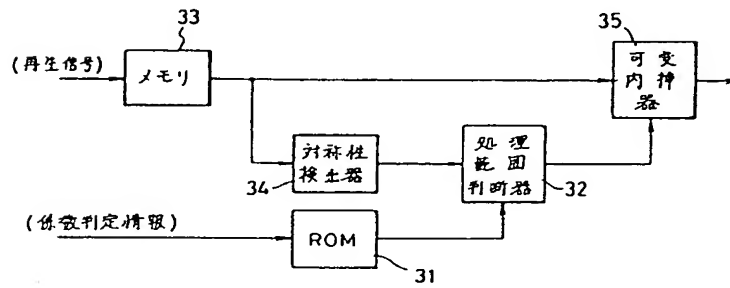 33
35
(再生信号)
メモリ
可変
内挿
器
対称性
検出器
34
処理
範囲
判断器
32
(係数判定情報)
ROM
31